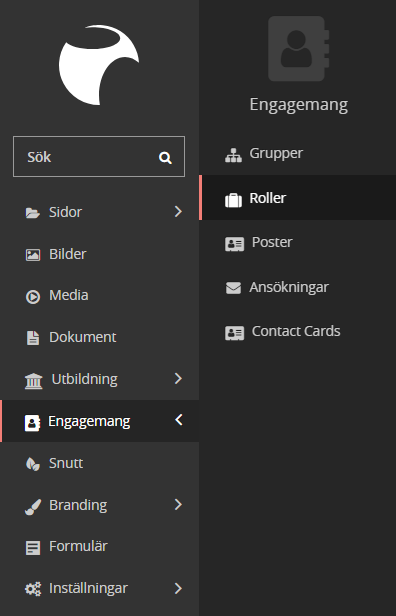 Sök
Sidor
Bilder
Media
Dokument
Utbildning
Engagemang
Snutt
Branding
Formulär
Inställningar
Engagemang
Grupper
Roller
Poster
Ansökningar
Contact Cards